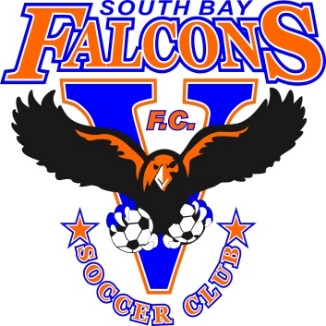 SOUTH BAY
FALCONS
V
F.C.
SOCCER CLUB